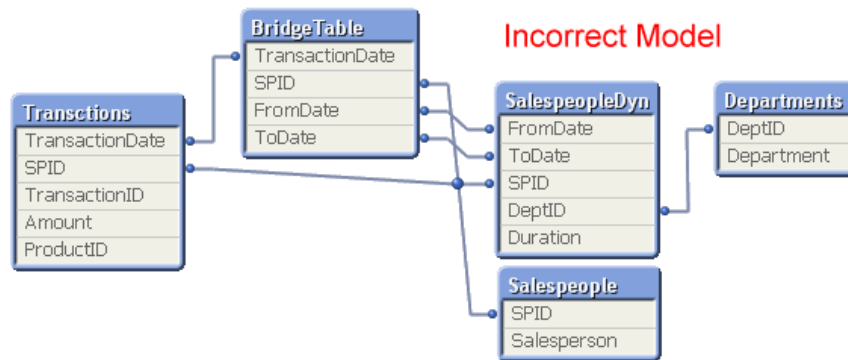 Incorrect Model
Transctions
TransactionDate
SPID
TransactionID
Amount
ProductID
BridgeTable
TransactionDate
SPID
FromDate
ToDate
SalespeopleDyn
FromDate
ToDate
SPID
DeptID
Duration
Departments
DeptID
Department
Salespeople
SPID
Salesperson